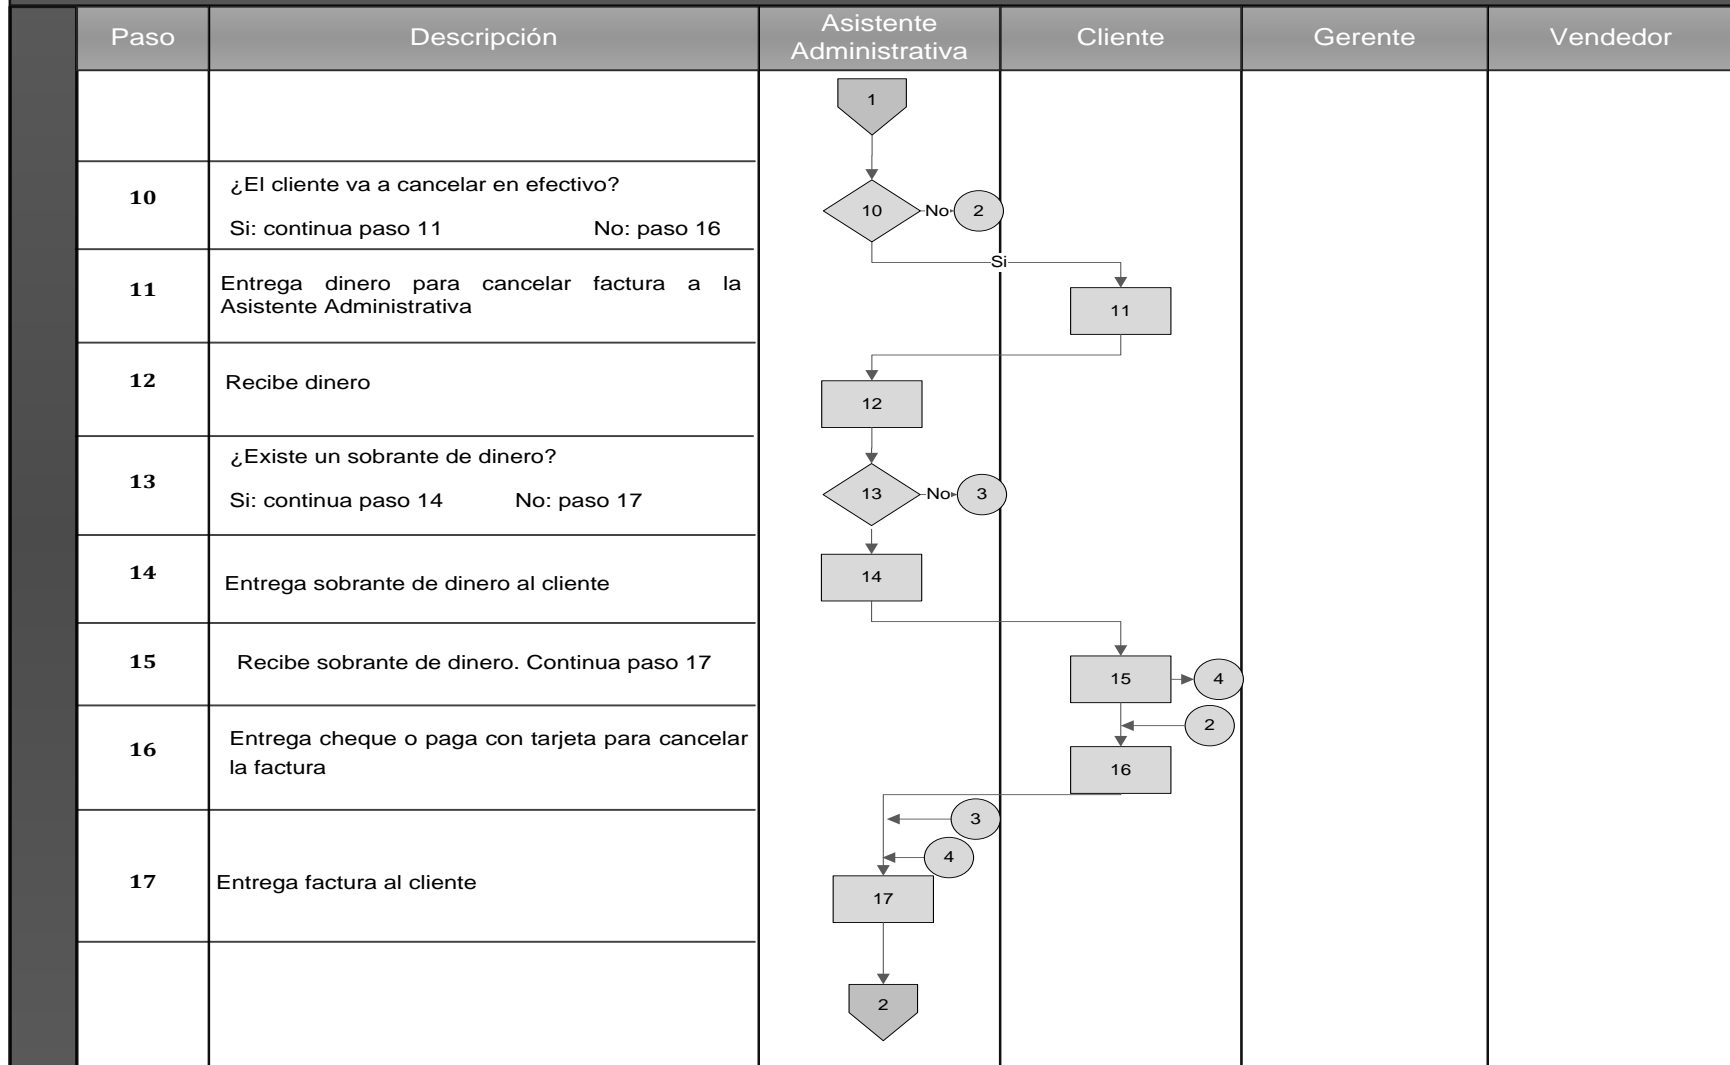 Paso
Descripción
Asistente
Administrativa
Cliente
Gerente
Vendedor
1
10
¿El cliente va a cancelar en efectivo?
Si: continua paso 11 No: paso 16
10
No
2
Si
11
Entrega dinero para cancelar factura a la
Asistente Administrativa
11
12
Recibe dinero
12
13
¿Existe un sobrante de dinero?
Si: continua paso 14 No: paso 17
13
No
3
14
Entrega sobrante de dinero al cliente
14
15
Recibe sobrante de dinero. Continua paso 17
15
4
2
16
Entrega cheque o paga con tarjeta para cancelar
la factura
16
3
4
17
Entrega factura al cliente
17
2